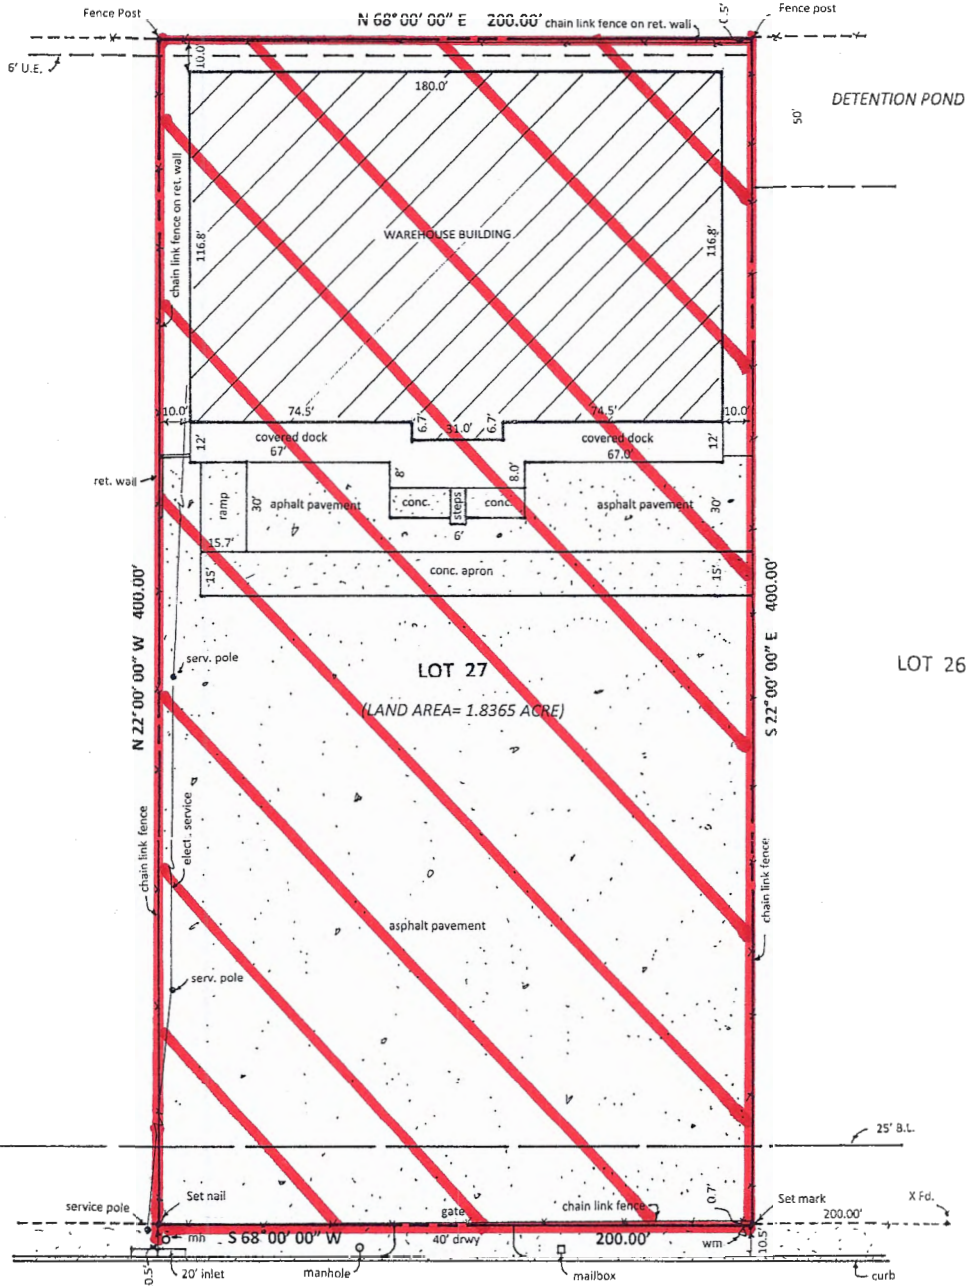 Fence Post
N 68° 00' 00" E 200.00'
chain link fence on ret. wall
0.5'
Fence post
6' U.E.
10.0'
180.0'
DETENTION POND
50'
chain link fence on ret. wall
116.8'
WAREHOUSE BUILDING
116.8'
10.0'
74.5'
6.7'
31.0'
6.7'
74.5'
10.0'
12'
covered dock
67'
covered dock
67.0'
12'
ret. wall
ramp
30'
asphalt pavement
8'
8.0'
conc.
steps
conc.
asphalt pavement
30'
15.7'
6'
15'
conc. apron
15'
N 22° 00' 00" W 400.00'
S 22° 00' 00" E 400.00'
serv. pole
LOT 27
LOT 26
(LAND AREA= 1.8365 ACRE)
chain link fence
elect. service
chain link fence
asphalt pavement
serv. pole
25' B.L.
service pole
Set nail
gate
chain link fence
0.7'
Set mark
X Fd.
200.00'
mh
S 68° 00' 00" W
40' drwy
200.00'
wm
10.5'
0.5'
20' inlet
manhole
mailbox
curb